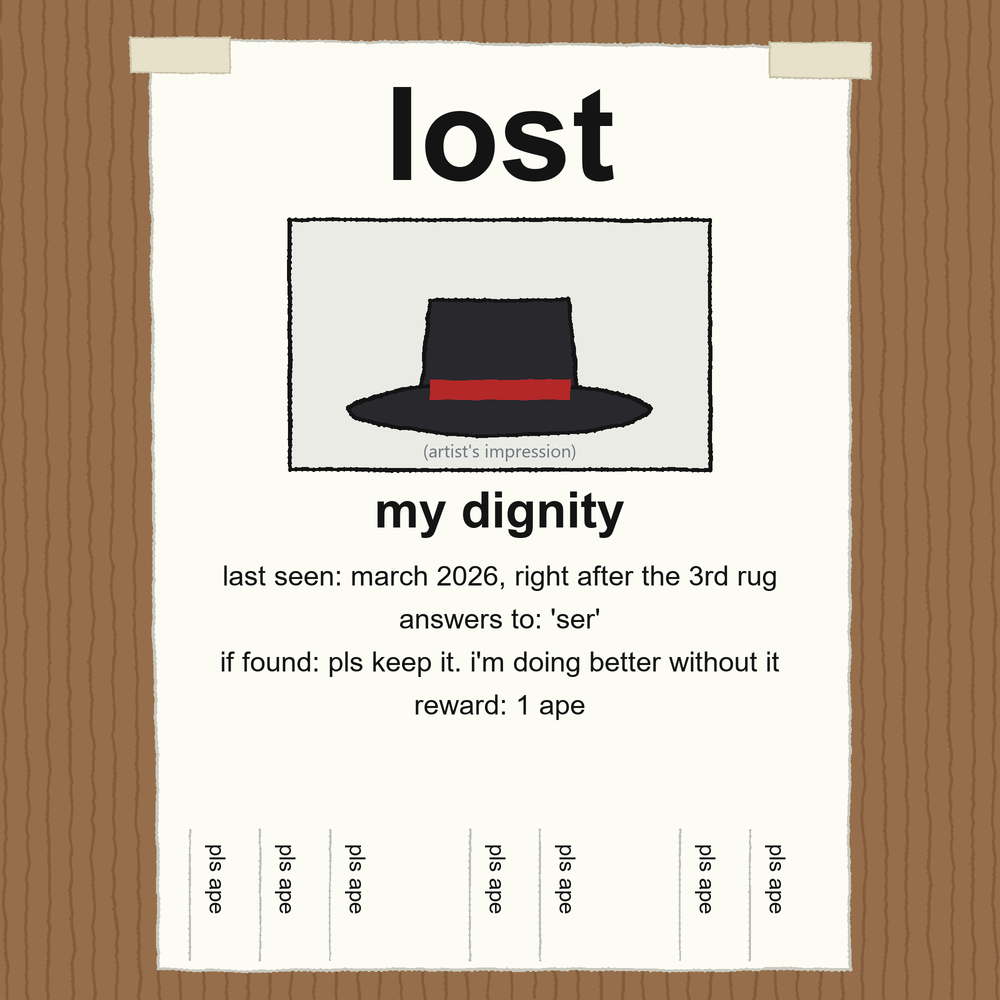 lost
(artist's impression)
my dignity
last seen: march 2026, right after the 3rd rug
answers to: 'ser'
if found: pls keep it. i'm doing better without it
reward: 1 ape
pls ape
pls ape
pls ape
pls ape
pls ape
pls ape
pls ape